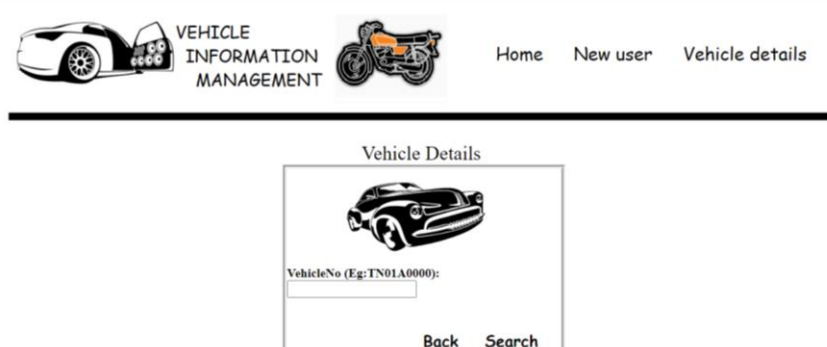 VEHICLE
INFORMATION
MANAGEMENT
Home New user Vehicle details
Vehicle Details
VehicleNo (Eg:TN01A0000):
Back Search